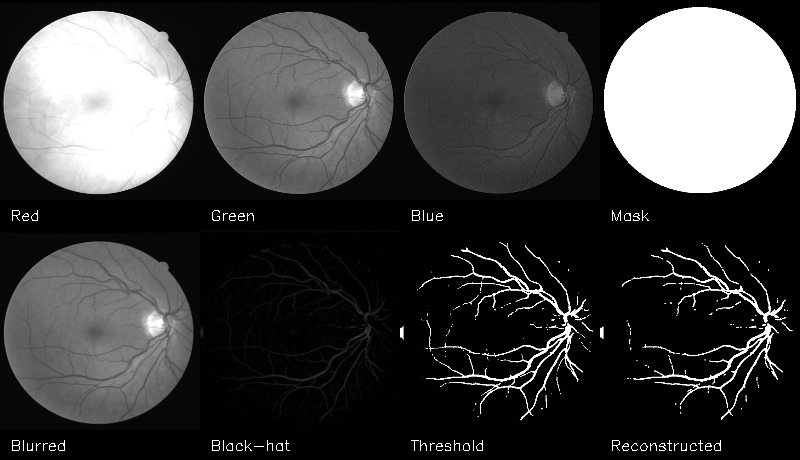 Red
Green
Blue
Mask
Blurred
Black-hat
Threshold
Reconstructed